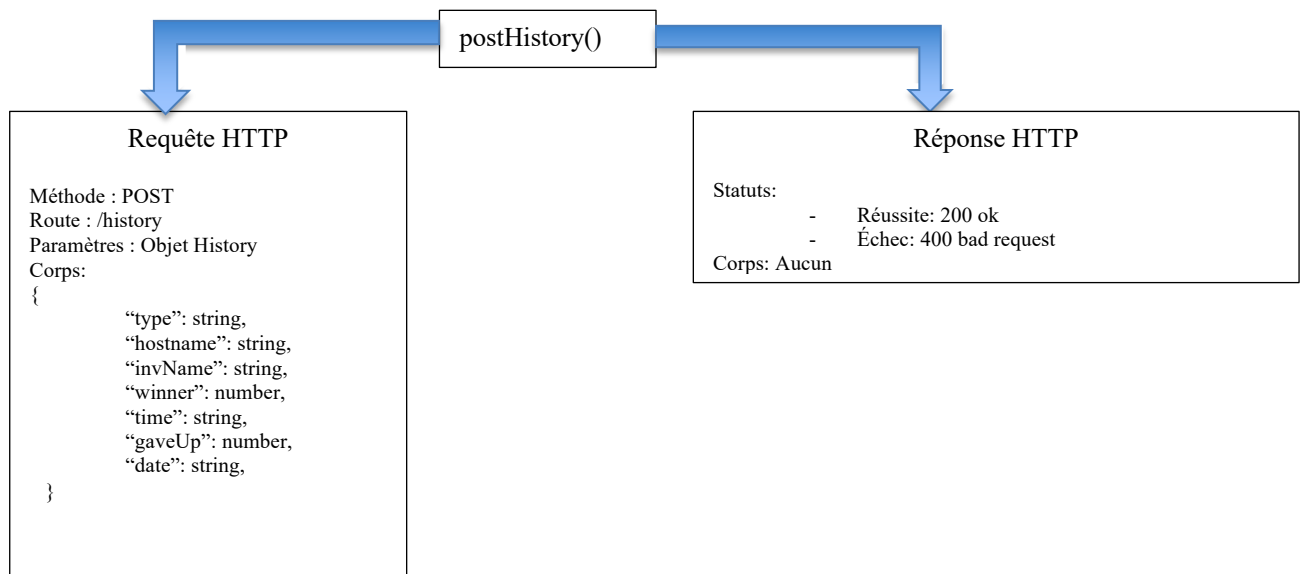 postHistory()
Requête HTTP
Méthode : POST
Route : /history
Paramètres : Objet History
Corps:
{
“type”: string,
“hostname”: string,
“invName”: string,
“winner”: number,
“time”: string,
“gaveUp”: number,
“date”: string,
}
Réponse HTTP
Statuts:
- Réussite: 200 ok
- Échec: 400 bad request
Corps: Aucun